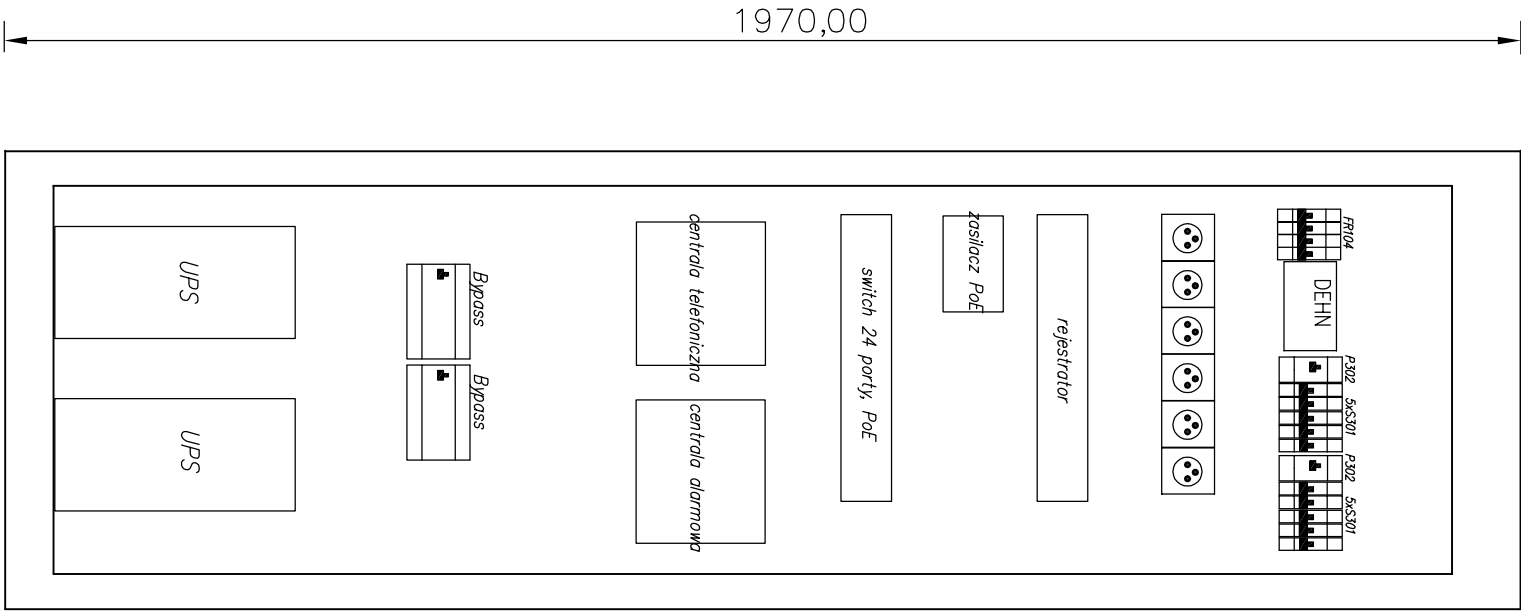 1970,00
UPS
UPS
Bypass
Bypass
centrala telefoniczna
centrala alarmowa
switch 24 porty, PoE
zasilacz PoE
rejestrator
FR104
DEHN
P302
5xS301
P302
5xS301